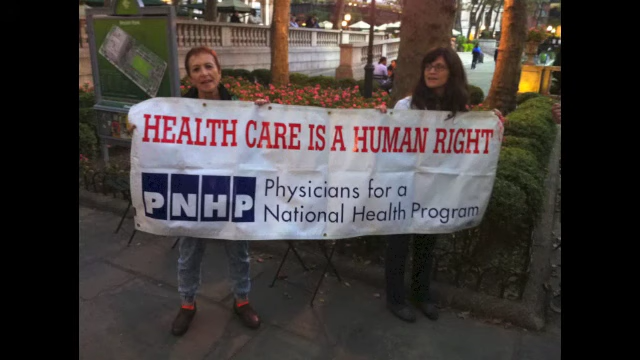 HEALTH CARE IS A HUMAN RIGHT
PNHP
Physicians for a
National Health Program